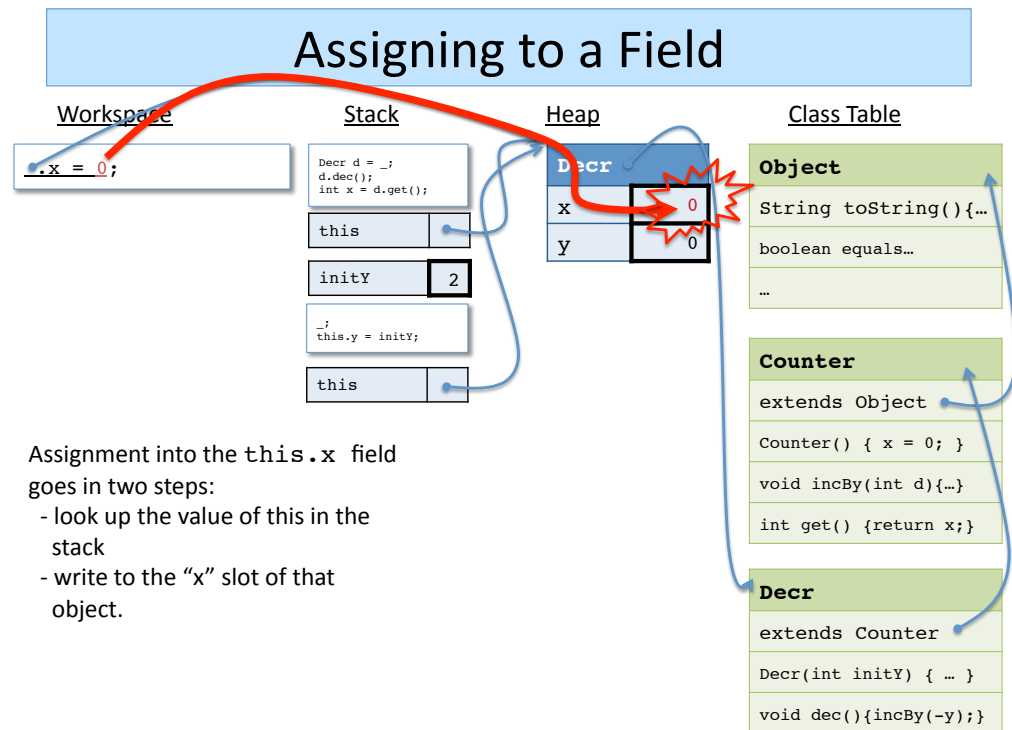 Assigning to a Field
Workspace
Stack
Heap
Class Table
.x = 0;
Decr d = _;
d.dec();
int x = d.get();
this
initY 2
_;
this.y = initY;
this
Decr
x 0
y 0
Object
String toString(){…
boolean equals…
…
Counter
extends Object
Counter() { x = 0; }
void incBy(int d){…}
int get() {return x;}
Decr
extends Counter
Decr(int initY) { … }
void dec(){incBy(-y);}
Assignment into the this.x field
goes in two steps:
- look up the value of this in the
stack
- write to the “x” slot of that
object.